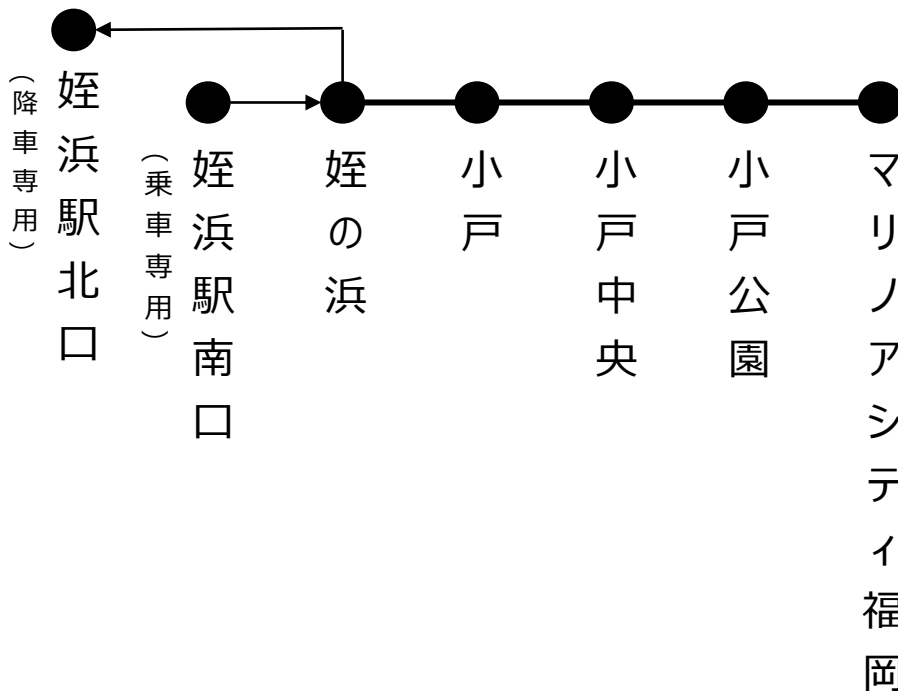 姪浜駅北口
（降車専用）
姪浜駅南口
（乗車専用）
姪の浜
小戸
小戸中央
小戸公園
マリノアシティ福岡